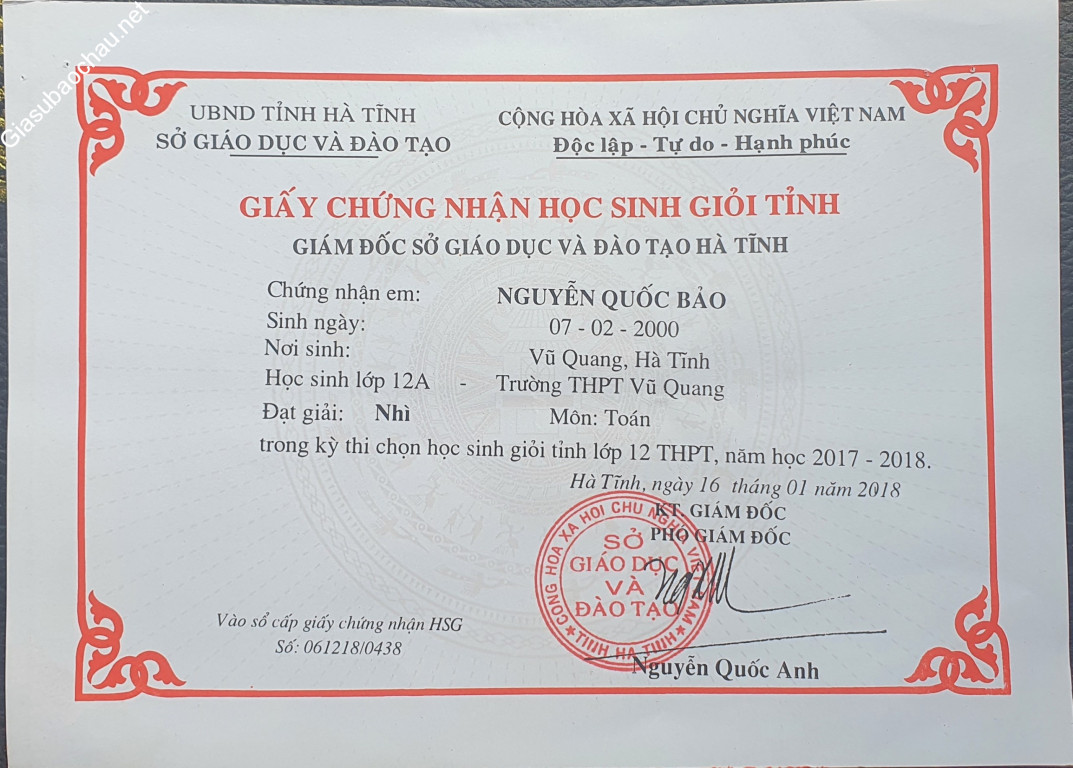 Giasubaochau.net
UBND TỈNH HÀ TĨNH
SỞ GIÁO DỤC VÀ ĐÀO TẠO
CỘNG HÒA XÃ HỘI CHỦ NGHĨA VIỆT NAM
Độc lập - Tự do - Hạnh phúc
GIẤY CHỨNG NHẬN HỌC SINH GIỎI TỈNH
GIÁM ĐỐC SỞ GIÁO DỤC VÀ ĐÀO TẠO HÀ TĨNH
Chứng nhận em: NGUYỄN QUỐC BẢO
Sinh ngày: 07 - 02 - 2000
Nơi sinh: Vũ Quang, Hà Tĩnh
Học sinh lớp 12A - Trường THPT Vũ Quang
Đạt giải: Nhì Môn: Toán
trong kỳ thi chọn học sinh giỏi tỉnh lớp 12 THPT, năm học 2017 - 2018.
Hà Tĩnh, ngày 16 tháng 01 năm 2018
KT. GIÁM ĐỐC
PHÓ GIÁM ĐỐC
CỘNG HÒA XÃ HỘI CHỦ NGHĨA VIỆT NAM
SỞ
GIÁO DỤC
VÀ
ĐÀO TẠO
TỈNH HÀ TĨNH
Nguyễn Quốc Anh
Vào sổ cấp giấy chứng nhận HSG
Số: 061218/0438